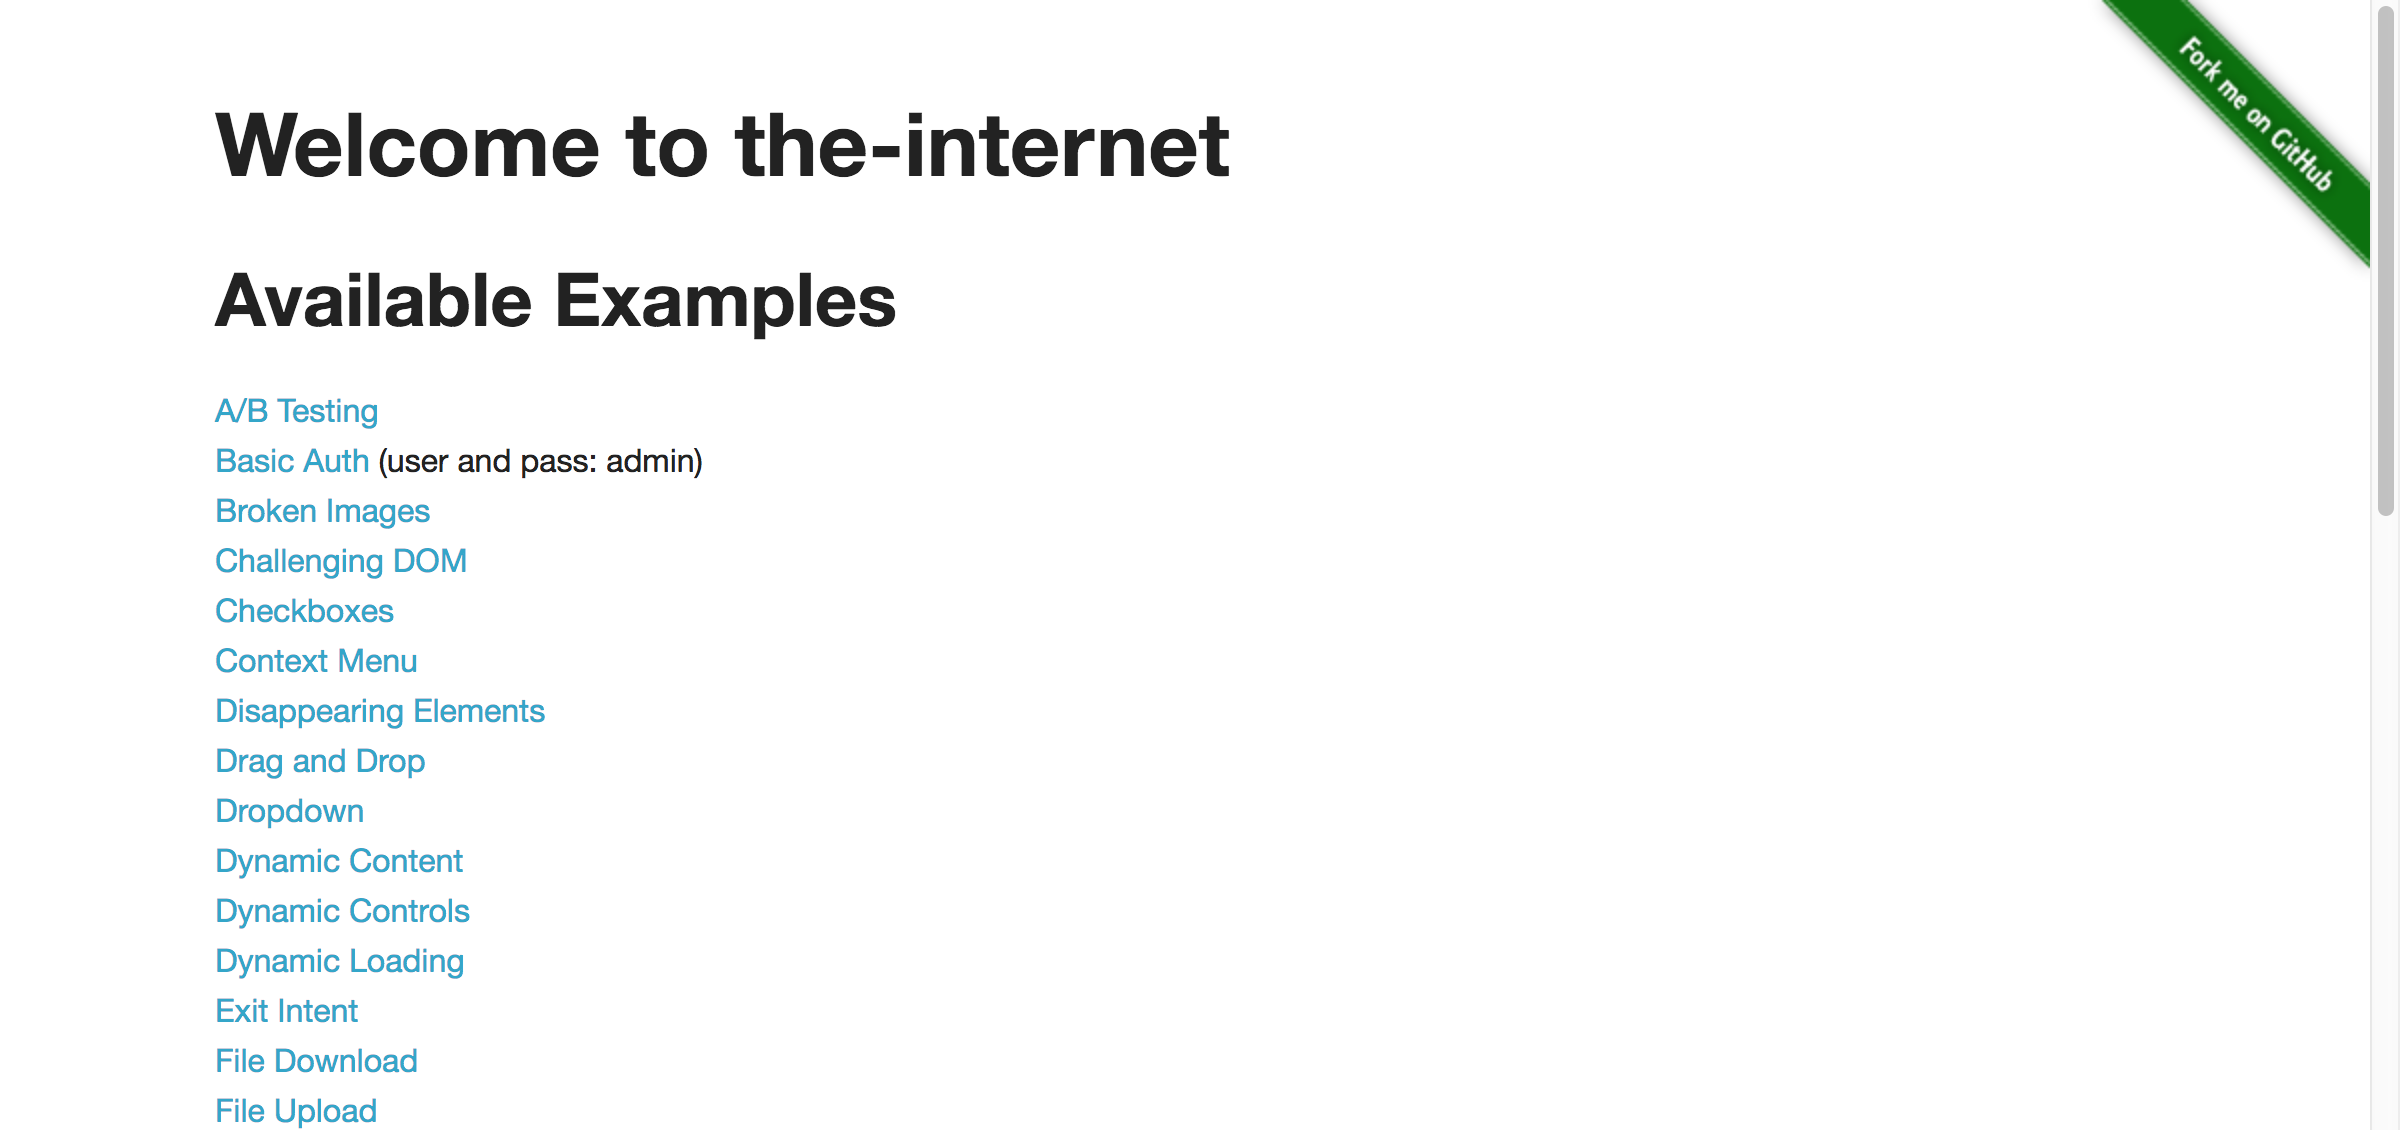 Fork me on GitHub
Welcome to the-internet
Available Examples
A/B Testing
Basic Auth (user and pass: admin)
Broken Images
Challenging DOM
Checkboxes
Context Menu
Disappearing Elements
Drag and Drop
Dropdown
Dynamic Content
Dynamic Controls
Dynamic Loading
Exit Intent
File Download
File Upload